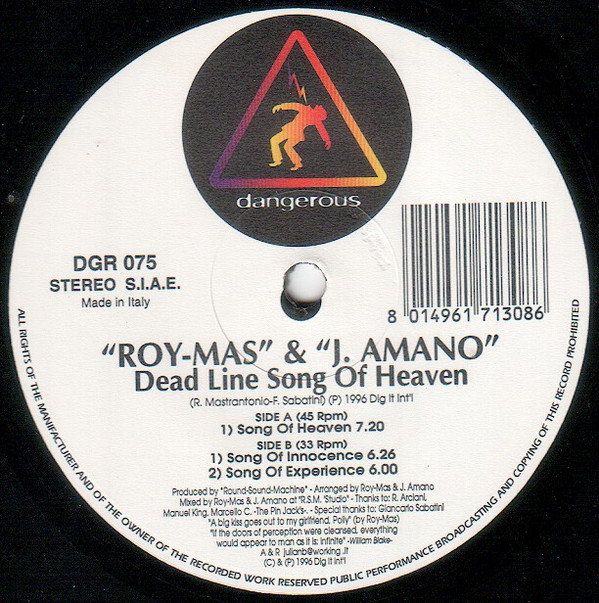 dangerous
DGR 075
STEREO S.I.A.E.
Made in Italy
8 014961 713086
"ROY-MAS" & "J. AMANO"
Dead Line Song Of Heaven
(R. Mastrantonio-F. Sabatini) (P) 1996 Dig It Int'l
SIDE A (45 Rpm)
1) Song Of Heaven 7.20
SIDE B (33 Rpm)
1) Song Of Innocence 6.26
2) Song Of Experience 6.00
Produced by "Round-Sound-Machine" - Arranged by Roy-Mas & J. Amano
Mixed by Roy-Mas & J. Amano at "R.S.M. 'Studio" - Thanks to: R. Arciani,
Manuel King, Marcello C. -The Pin Jack's-, - Special thanks to: Giancarlo Sabatini
"A big kiss goes out to my girlfriend, Polly" (by Roy-Mas)
"If the doors of perception were cleansed, everything
would appear to man as it is: Infinite" -William Blake-
A & R julianb@working .it
(C) & (P) 1996 Dig It Int'l
ALL RIGHTS OF THE MANIFACTURER AND OF THE OWNER OF THE RECORDED WORK RESERVED PUBLIC PERFORMANCE BROADCASTING AND COPYING OF THIS RECORD PROHIBITED